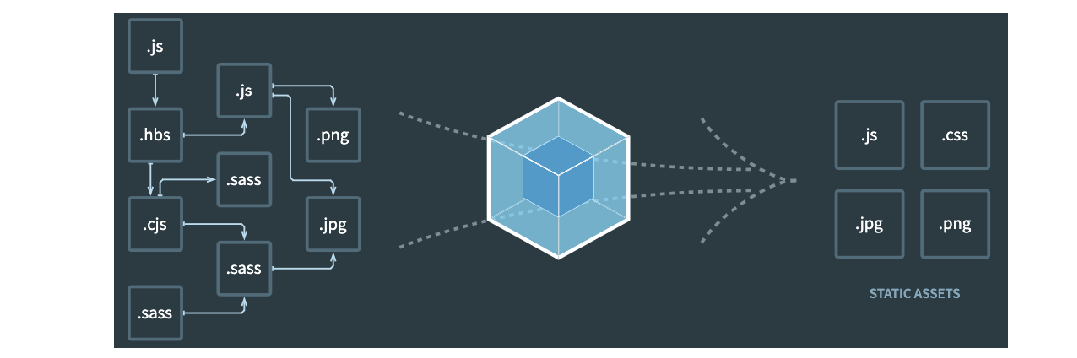 .js
.js
.hbs
.png
.sass
.cjs
.jpg
.sass
.sass
.js
.css
.jpg
.png
STATIC ASSETS